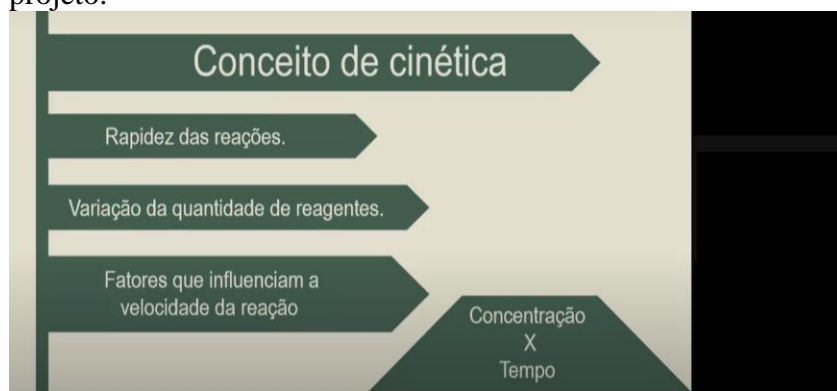 projeto.
Conceito de cinética
Rapidez das reações.
Variação da quantidade de reagentes.
Fatores que influenciam a
velocidade da reação
Concentração
X
Tempo